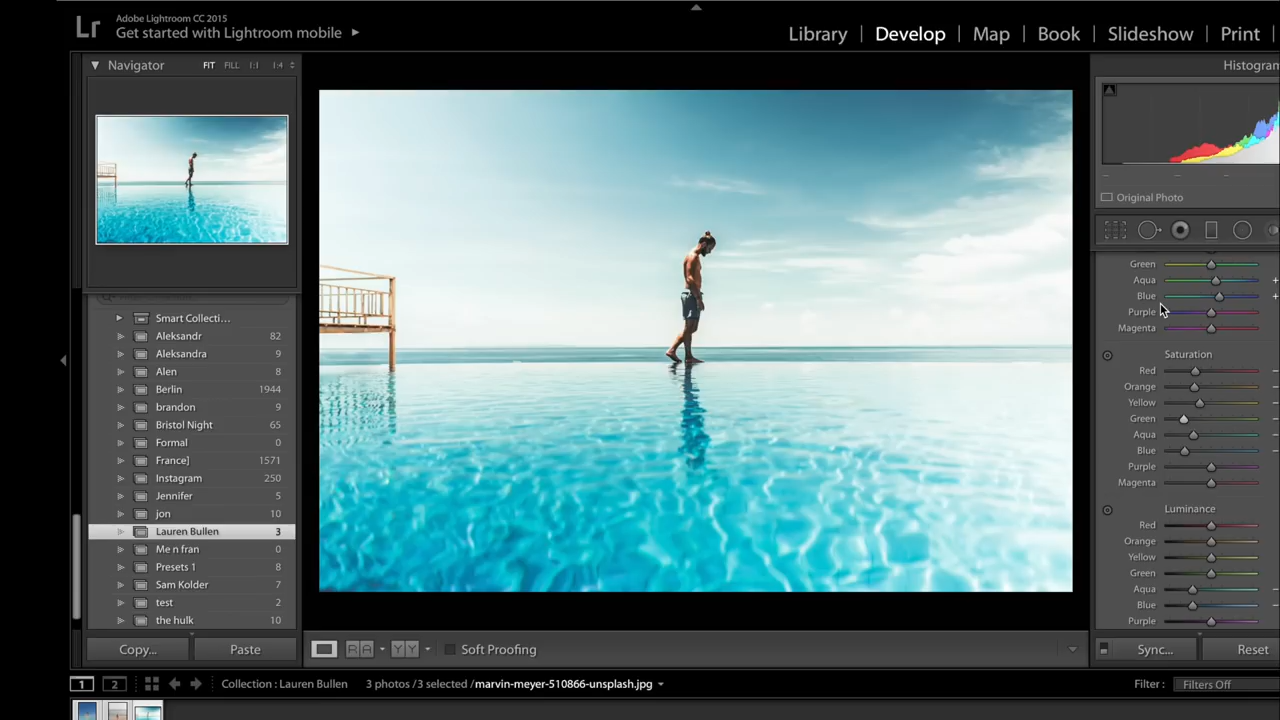 Lr
Adobe Lightroom CC 2015
Get started with Lightroom mobile
Library | Develop | Map | Book | Slideshow | Print |
Navigator FIT FILL 1:1 1:4
Histogram
Original Photo
Smart Collecti...
Aleksandr 82
Aleksandra 9
Alen 8
Berlin 1944
brandon 9
Bristol Night 65
Formal 0
France] 1571
Instagram 250
Jennifer 5
jon 10
Lauren Bullen 3
Me n fran 0
Presets 1 8
Sam Kolder 7
test 2
the hulk 10
Green
Aqua +
Blue +
Purple
Magenta
Saturation
Red
Orange
Yellow
Green
Aqua
Blue
Purple
Magenta
Luminance
Red
Orange
Yellow
Green
Aqua
Blue
Purple
Copy... Paste
R A Y Y Soft Proofing
Sync... Reset
1 2 Collection : Lauren Bullen 3 photos /3 selected /marvin-meyer-510866-unsplash.jpg
Filter : Filters Off